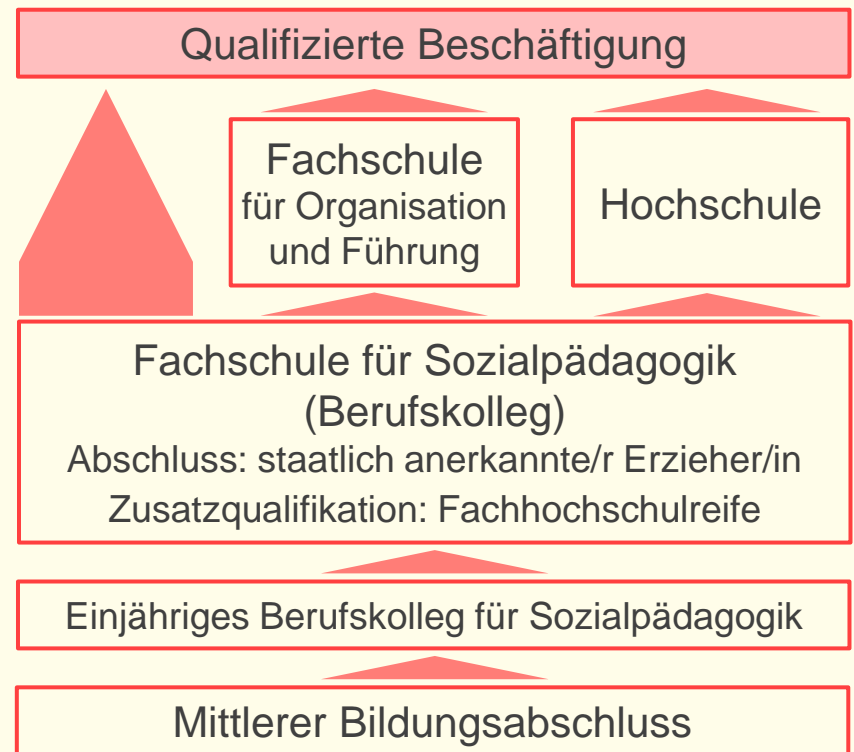 Qualifizierte Beschäftigung
Fachschule
für Organisation
und Führung
Hochschule
Fachschule für Sozialpädagogik
(Berufskolleg)
Abschluss: staatlich anerkannte/r Erzieher/in
Zusatzqualifikation: Fachhochschulreife
Einjähriges Berufskolleg für Sozialpädagogik
Mittlerer Bildungsabschluss